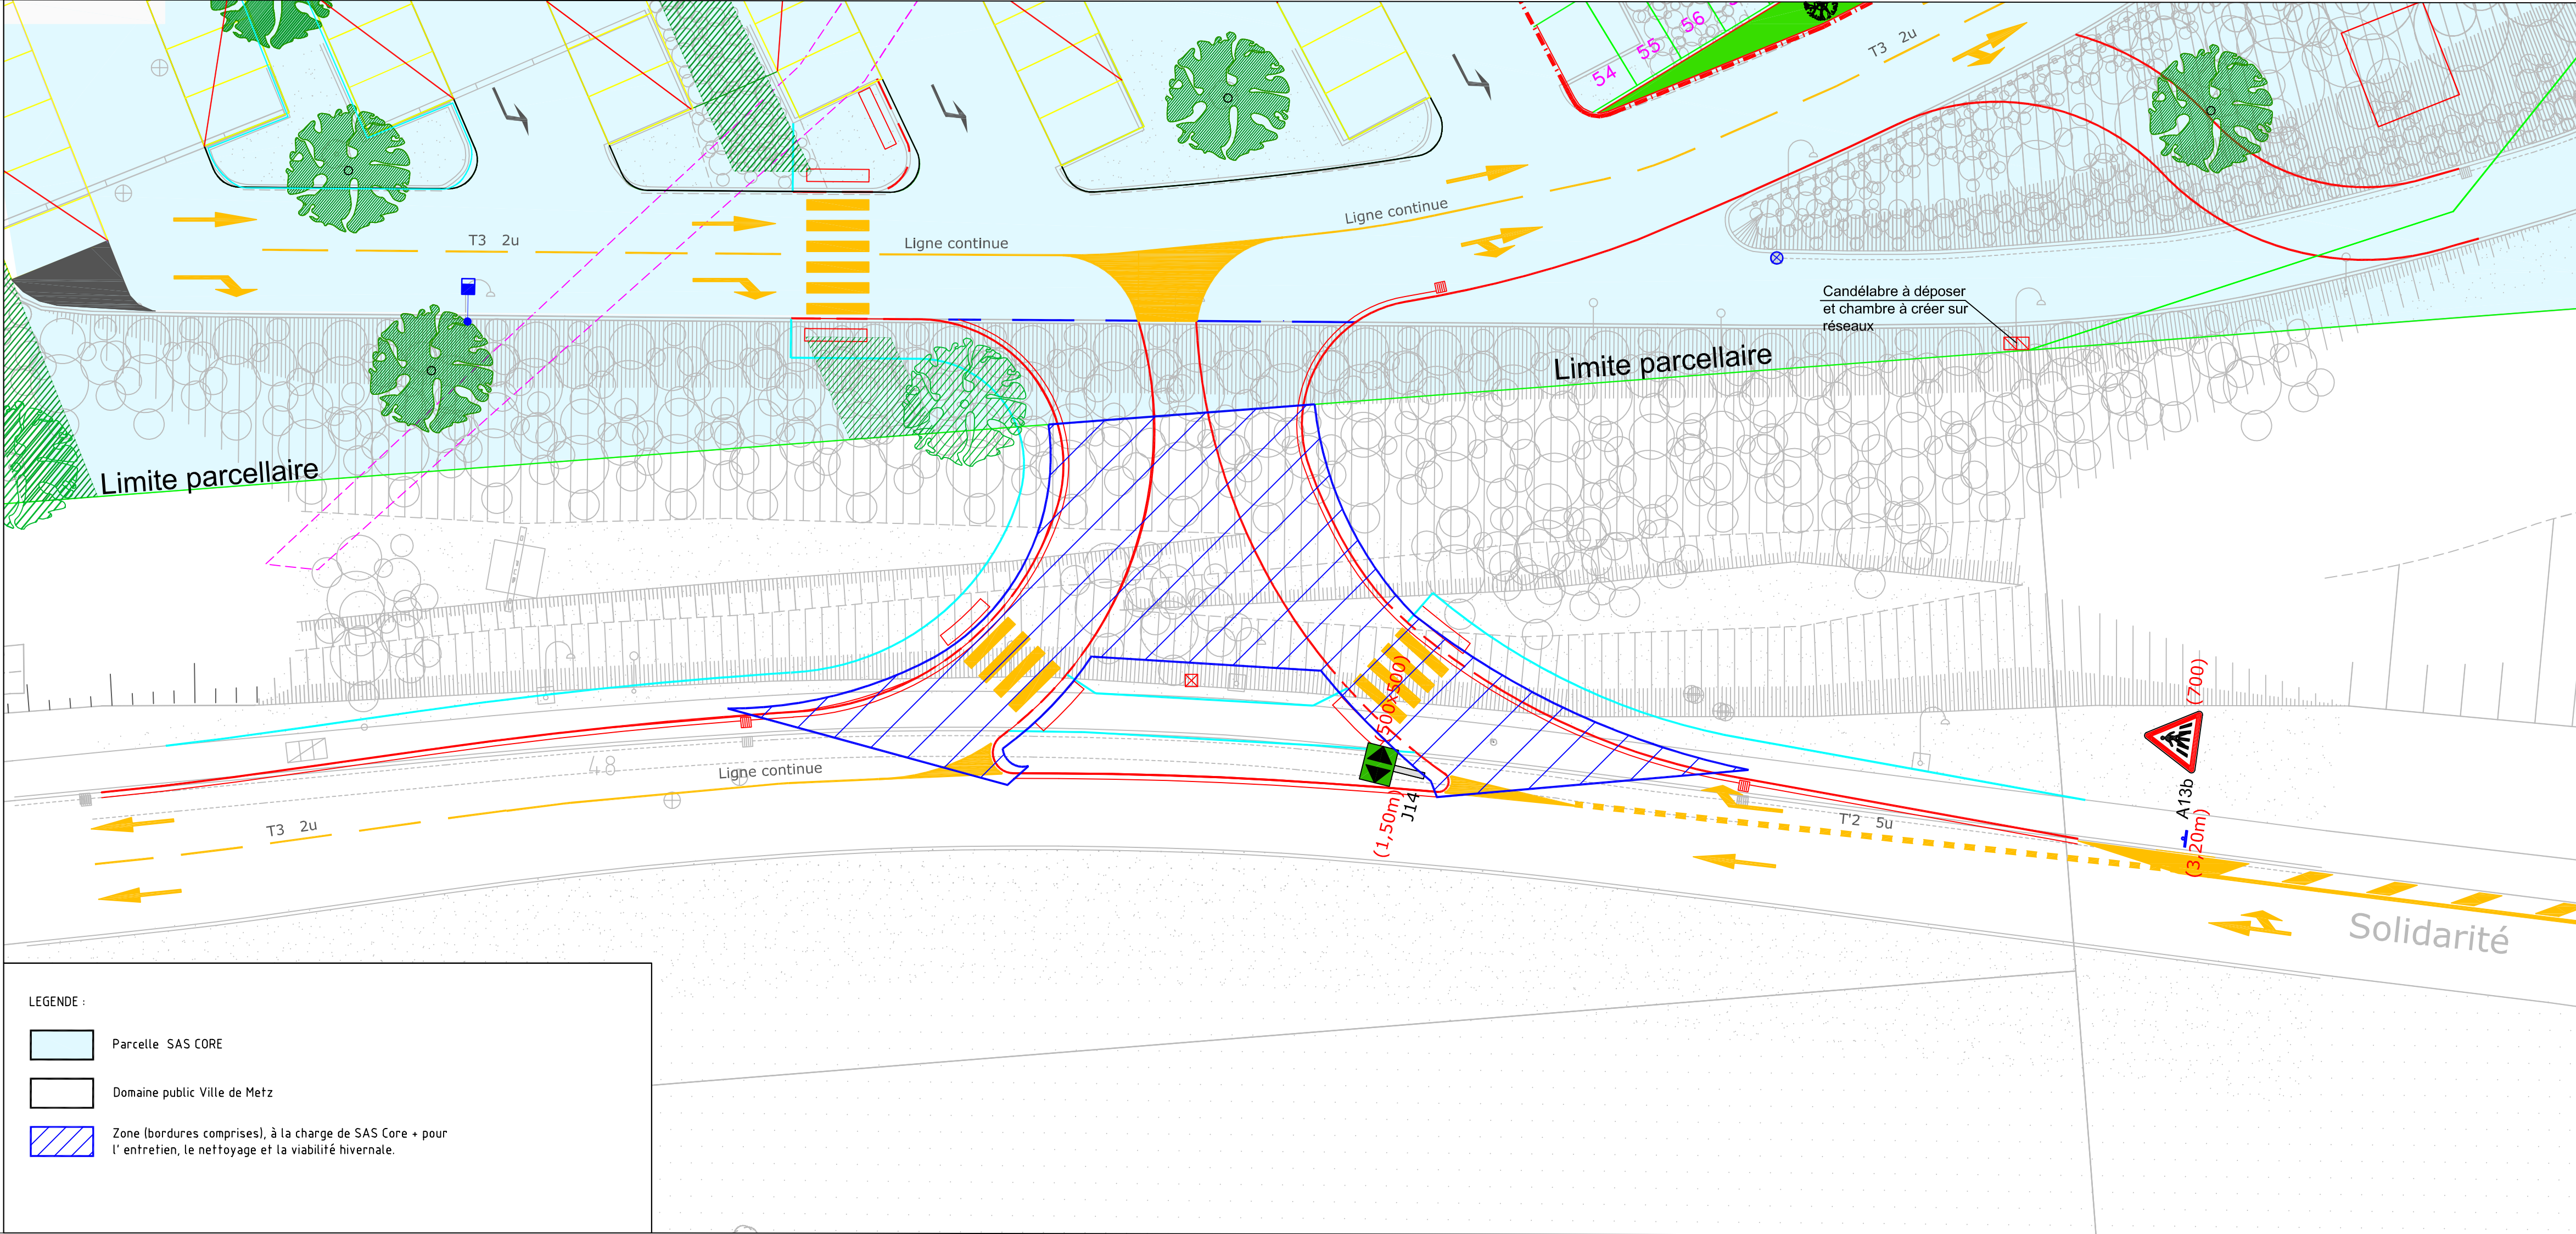 54
55
56
T3 2u
T3 2u
Ligne continue
Ligne continue
Candélabre à déposer
et chambre à créer sur
réseaux
Limite parcellaire
Limite parcellaire
(500x500)
(1,50m)
J14
(700)
A13b
(3,20m)
48
Ligne continue
T3 2u
T'2 5u
Solidarité
LEGENDE :
Parcelle SAS CORE
Domaine public Ville de Metz
Zone (bordures comprises), à la charge de SAS Core + pour
l' entretien, le nettoyage et la viabilité hivernale.